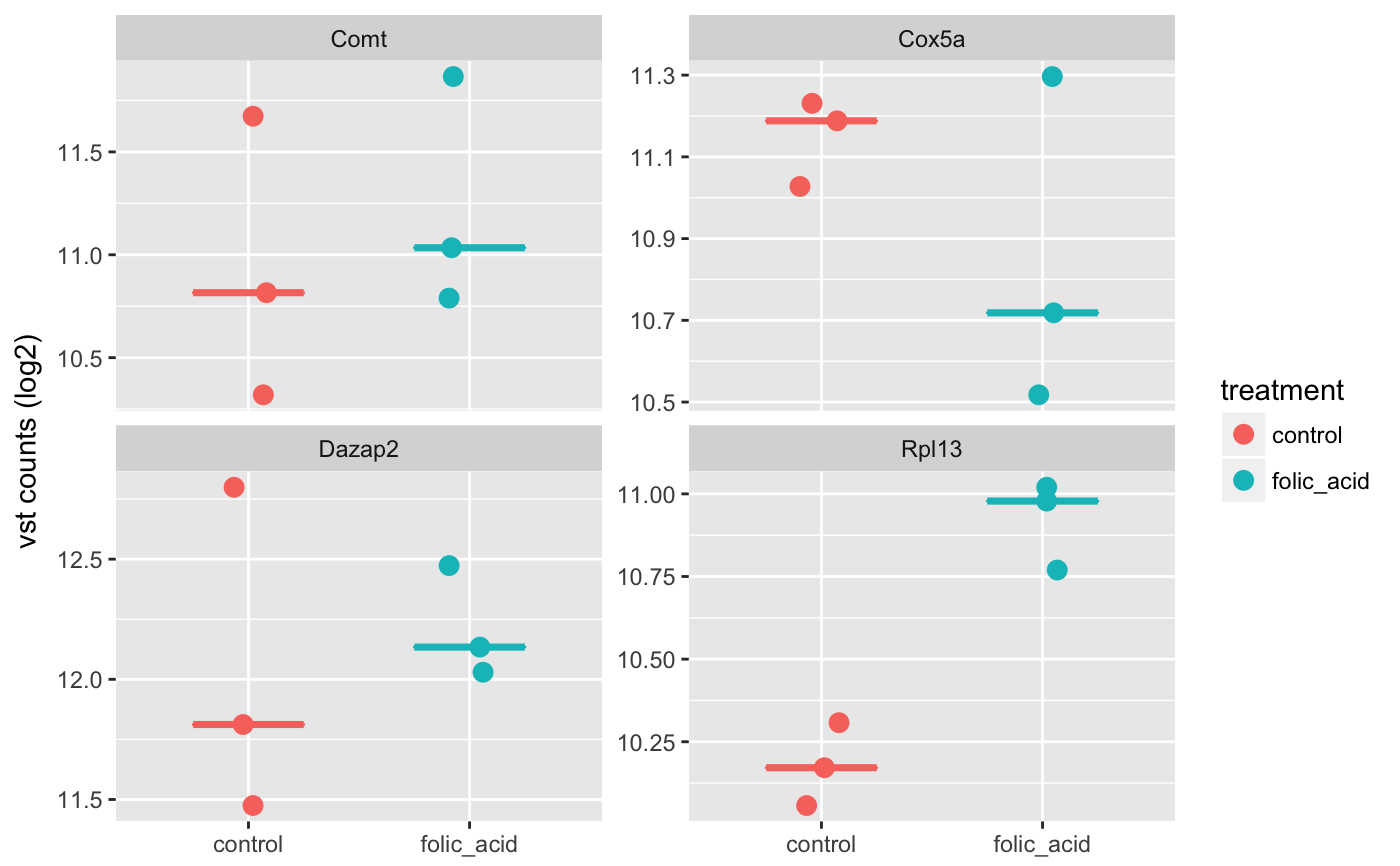 Comt
Cox5a
11.5
11.0
10.5
11.3
11.1
10.9
10.7
10.5
vst counts (log2)
Dazap2
Rpl13
12.5
12.0
11.5
11.00
10.75
10.50
10.25
control
folic_acid
control
folic_acid
treatment
control
folic_acid